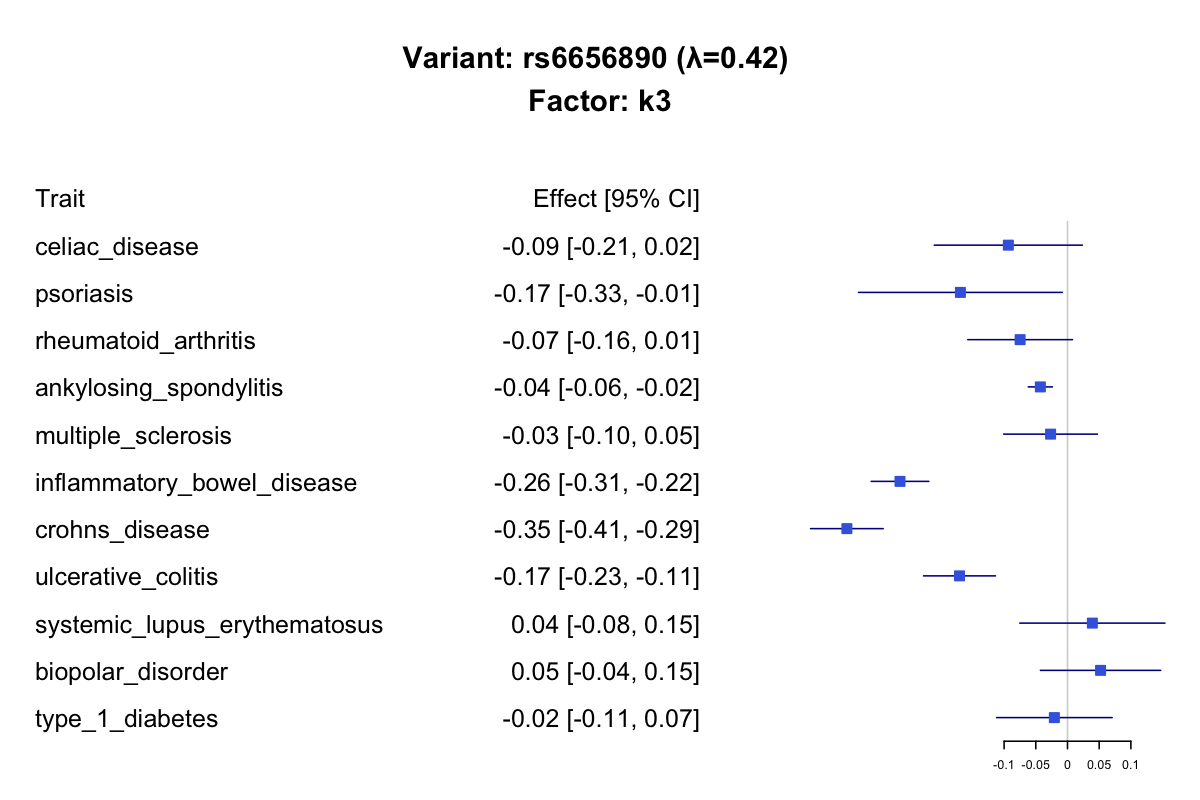 Variant: rs6656890 (λ=0.42)
Factor: k3
Trait Effect [95% CI]
celiac_disease -0.09 [-0.21, 0.02]
psoriasis -0.17 [-0.33, -0.01]
rheumatoid_arthritis -0.07 [-0.16, 0.01]
ankylosing_spondylitis -0.04 [-0.06, -0.02]
multiple_sclerosis -0.03 [-0.10, 0.05]
inflammatory_bowel_disease -0.26 [-0.31, -0.22]
crohns_disease -0.35 [-0.41, -0.29]
ulcerative_colitis -0.17 [-0.23, -0.11]
systemic_lupus_erythematosus 0.04 [-0.08, 0.15]
biopolar_disorder 0.05 [-0.04, 0.15]
type_1_diabetes -0.02 [-0.11, 0.07]
-0.1 -0.05 0 0.05 0.1